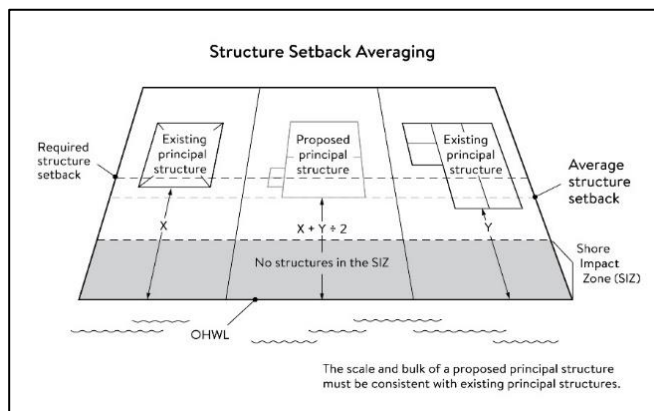 Structure Setback Averaging
Required
structure
setback
Existing
principal
structure
Proposed
principal
structure
Existing
principal
structure
Average
structure
setback
X
X + Y ÷ 2
Y
No structures in the SIZ
Shore
Impact
Zone (SIZ)
OHWL
The scale and bulk of a proposed principal structure
must be consistent with existing principal structures.